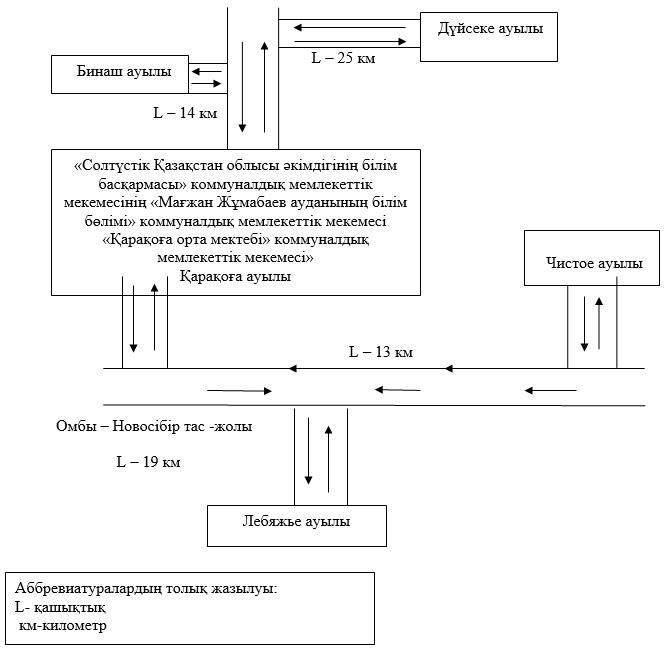 Дүйсеке ауылы
L – 25 км
Бинаш ауылы
L – 14 км
«Солтүстік Қазақстан облысы әкімдігінің білім
басқармасы» коммуналдық мемлекеттік
мекемесінің «Мағжан Жұмабаев ауданының білім
бөлімі» коммуналдық мемлекеттік мекемесі
«Қарақоға орта мектебі» коммуналдық
мемлекеттік мекемесі»
Қарақоға ауылы
Чистое ауылы
L – 13 км
Омбы – Новосібір тас -жолы
L – 19 км
Лебяжье ауылы
Аббревиатуралардың толық жазылуы:
L- қашықтық
км-километр